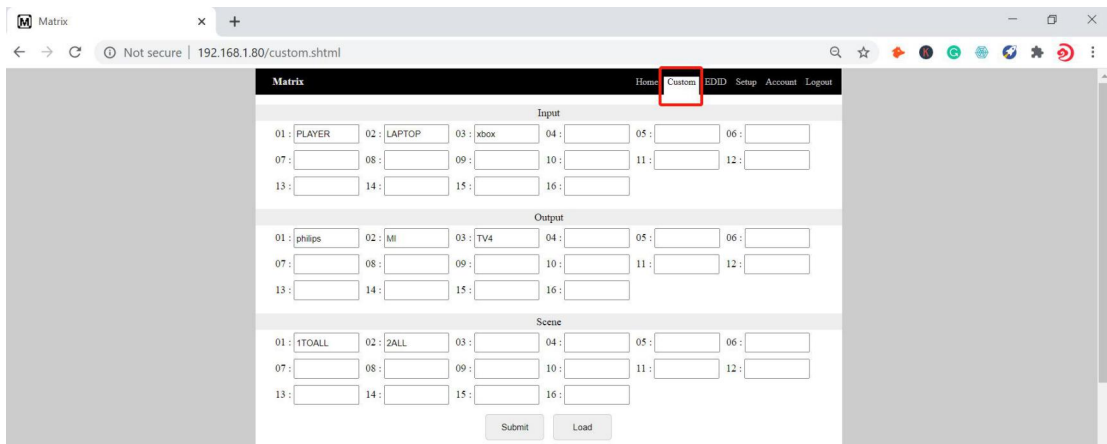 M Matrix
Not secure | 192.168.1.80/custom.shtml
Matrix Home Custom EDID Setup Account Logout
Input
01 : PLAYER 02 : LAPTOP 03 : xbox 04 : 05 : 06 :
07 : 08 : 09 : 10 : 11 : 12 :
13 : 14 : 15 : 16 :
Output
01 : philips 02 : MI 03 : TV4 04 : 05 : 06 :
07 : 08 : 09 : 10 : 11 : 12 :
13 : 14 : 15 : 16 :
Scene
01 : 1TOALL 02 : 2ALL 03 : 04 : 05 : 06 :
07 : 08 : 09 : 10 : 11 : 12 :
13 : 14 : 15 : 16 :
Submit Load